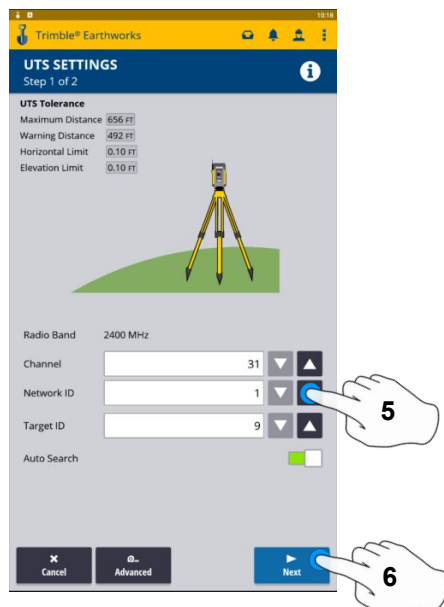 10:16
Trimble® Earthworks
UTS SETTINGS
Step 1 of 2
UTS Tolerance
Maximum Distance 656 FT
Warning Distance 492 FT
Horizontal Limit 0.10 FT
Elevation Limit 0.10 FT
Radio Band 2400 MHz
Channel 31
Network ID 1
5
Target ID 9
Auto Search
Cancel Advanced Next
6